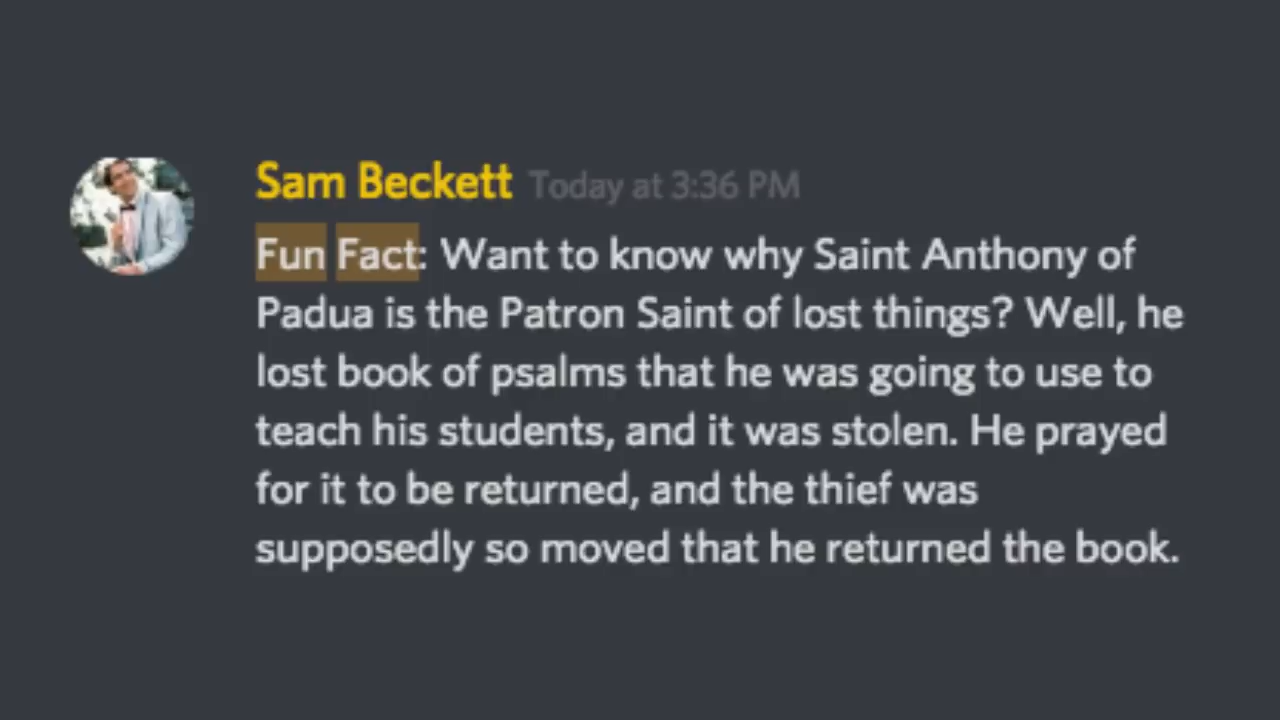 Sam Beckett Today at 3:36 PM
Fun Fact: Want to know why Saint Anthony of
Padua is the Patron Saint of lost things? Well, he
lost book of psalms that he was going to use to
teach his students, and it was stolen. He prayed
for it to be returned, and the thief was
supposedly so moved that he returned the book.